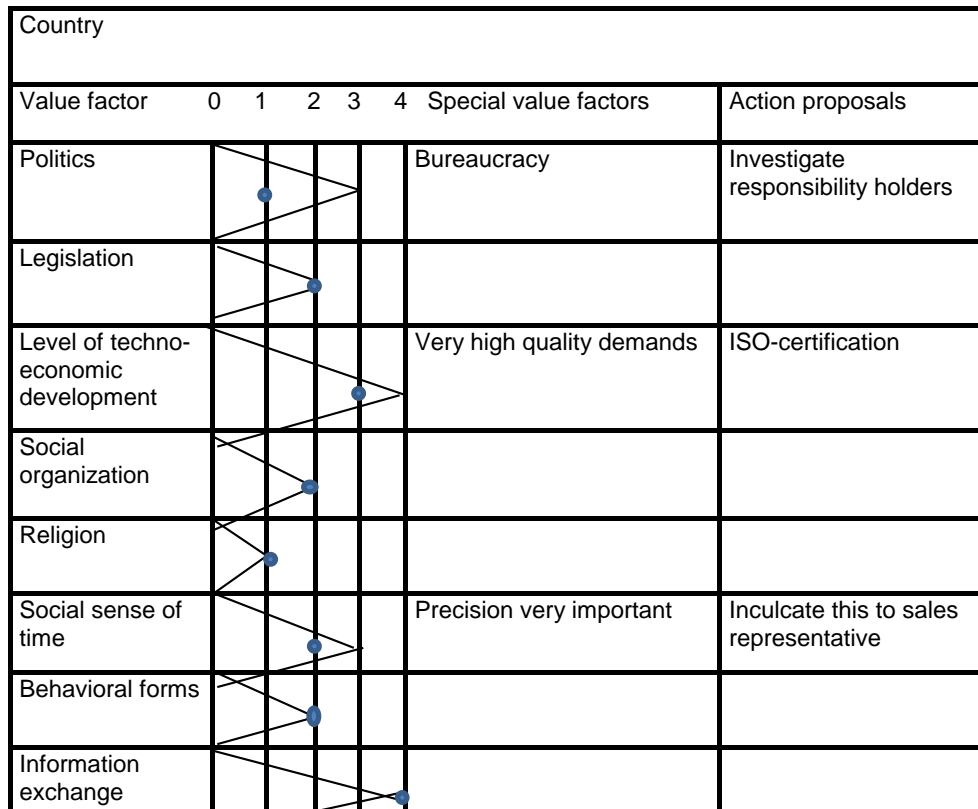 Country
Value factor 0 1 2 3 4 Special value factors Action proposals
Politics Bureaucracy Investigate
responsibility holders
Legislation
Level of techno-
economic
development
Very high quality demands ISO-certification
Social
organization
Religion
Social sense of
time
Precision very important Inculcate this to sales
representative
Behavioral forms
Information
exchange